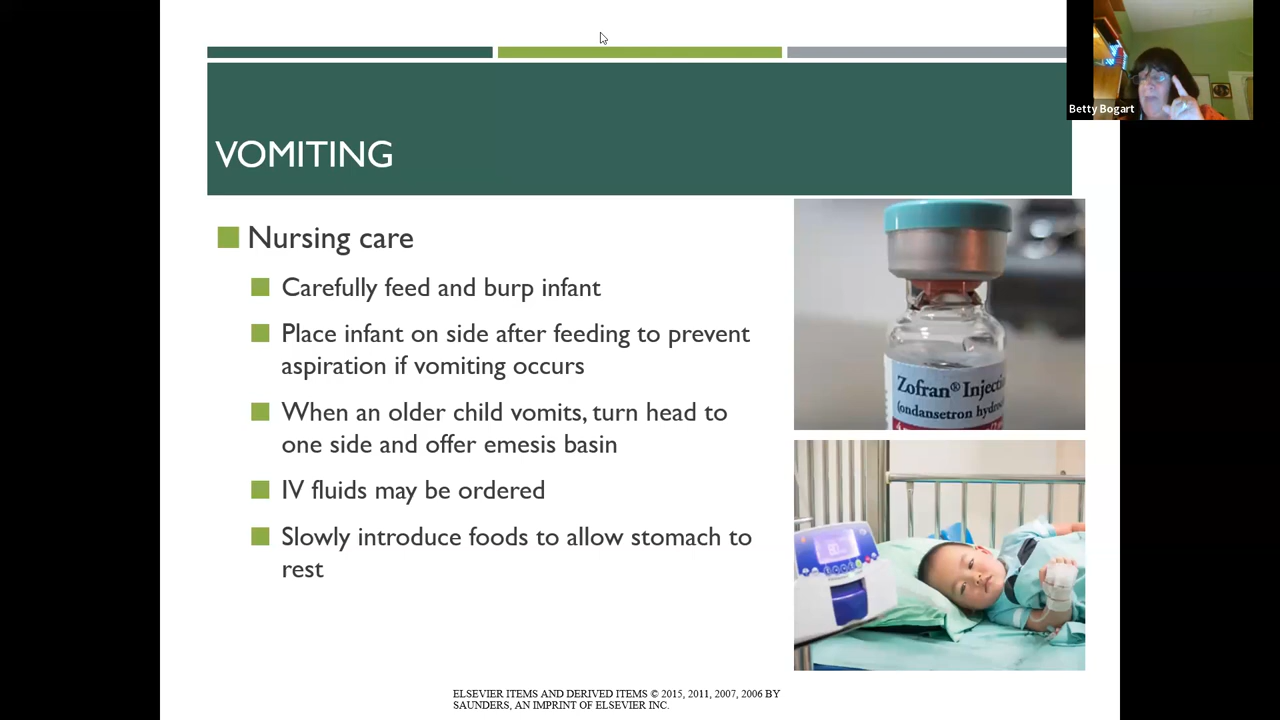 Betty Bogart
VOMITING
Nursing care
Carefully feed and burp infant
Place infant on side after feeding to prevent
aspiration if vomiting occurs
When an older child vomits, turn head to
one side and offer emesis basin
IV fluids may be ordered
Slowly introduce foods to allow stomach to
rest
Zofran® Injecti
(ondansetron hydroc
ELSEVIER ITEMS AND DERIVED ITEMS © 2015, 2011, 2007, 2006 BY
SAUNDERS, AN IMPRINT OF ELSEVIER INC.